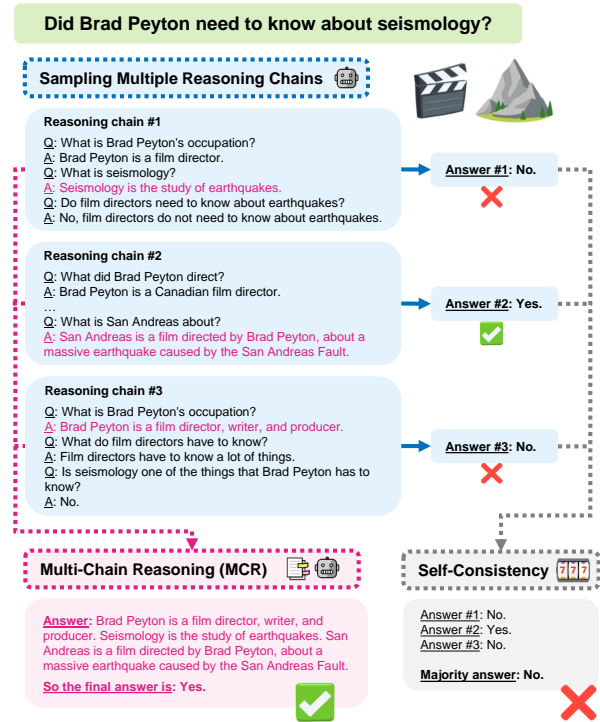 Did Brad Peyton need to know about seismology?
Sampling Multiple Reasoning Chains
Reasoning chain #1
Q: What is Brad Peyton's occupation?
A: Brad Peyton is a film director.
Q: What is seismology?
A: Seismology is the study of earthquakes.
Q: Do film directors need to know about earthquakes?
A: No, film directors do not need to know about earthquakes.
Answer #1: No.
Reasoning chain #2
Q: What did Brad Peyton direct?
A: Brad Peyton is a Canadian film director.
…
Q: What is San Andreas about?
A: San Andreas is a film directed by Brad Peyton, about a
massive earthquake caused by the San Andreas Fault.
Answer #2: Yes.
Reasoning chain #3
Q: What is Brad Peyton's occupation?
A: Brad Peyton is a film director, writer, and producer.
Q: What do film directors have to know?
A: Film directors have to know a lot of things.
Q: Is seismology one of the things that Brad Peyton has to
know?
A: No.
Answer #3: No.
Multi-Chain Reasoning (MCR)
Answer: Brad Peyton is a film director, writer, and
producer. Seismology is the study of earthquakes. San
Andreas is a film directed by Brad Peyton, about a
massive earthquake caused by the San Andreas Fault.
So the final answer is: Yes.
Self-Consistency
777
Answer #1: No.
Answer #2: Yes.
Answer #3: No.
Majority answer: No.